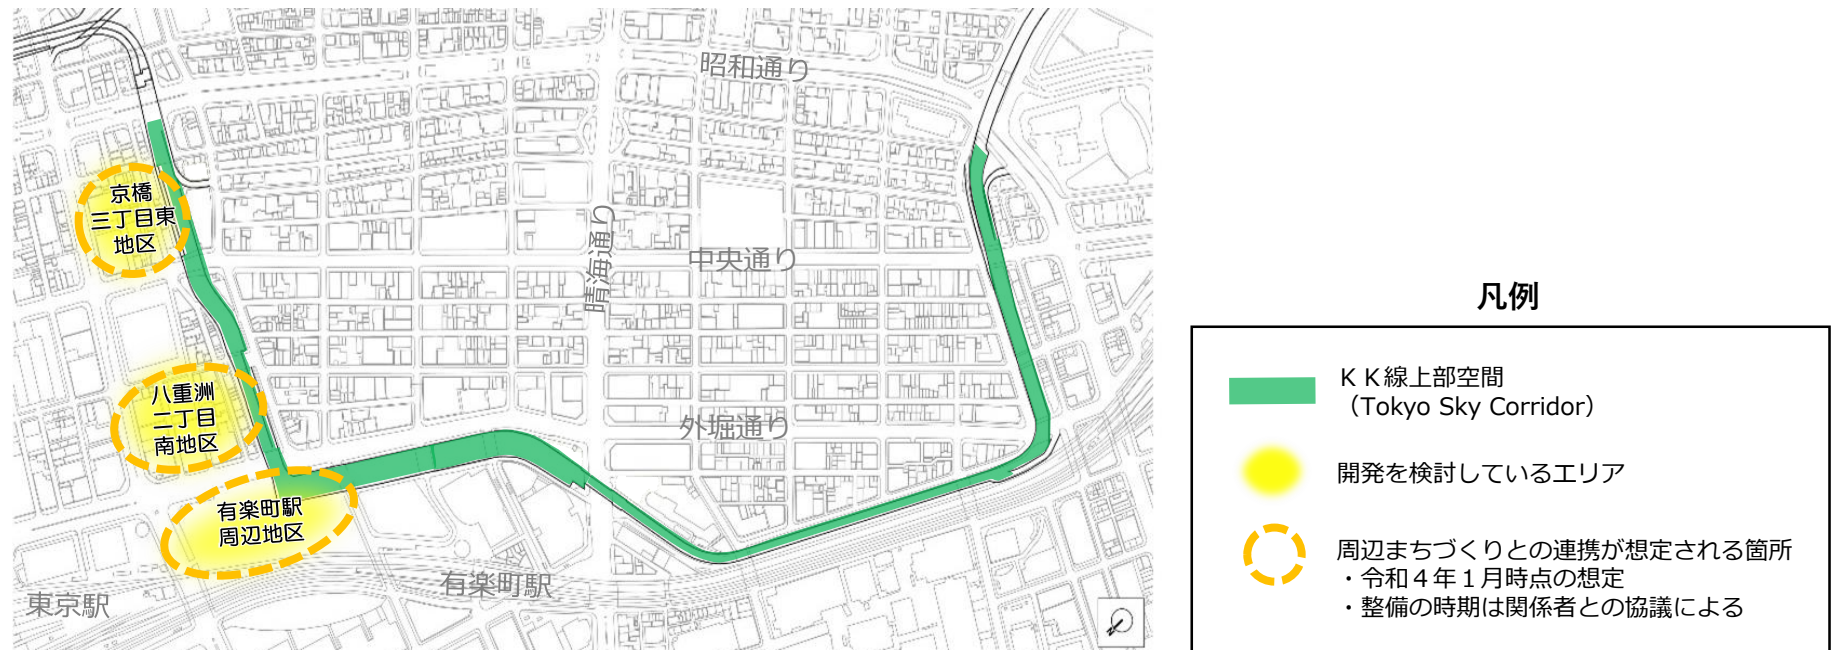 昭和通り
京橋
三丁目東
地区
晴海通り
中央通り
八重洲
二丁目
南地区
外堀通り
有楽町駅
周辺地区
有楽町駅
東京駅
凡例
ＫＫ線上部空間
（Tokyo Sky Corridor）
開発を検討しているエリア
周辺まちづくりとの連携が想定される箇所
・令和４年１月時点の想定
・整備の時期は関係者との協議による